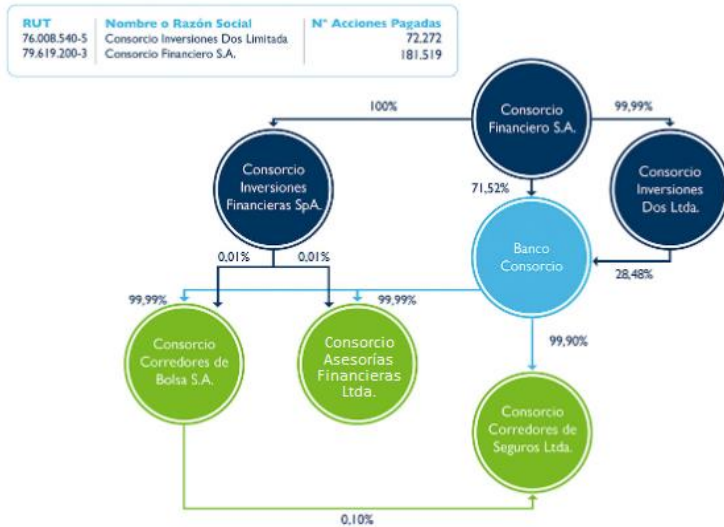 RUT Nombre o Razón Social N° Acciones Pagadas
76.008.540-5 Consorcio Inversiones Dos Limitada 72.272
79.619.200-3 Consorcio Financiero S.A. 181.519
100%
Consorcio
Financiero S.A.
99,99%
Consorcio
Inversiones
Financieras SpA.
71,52%
Consorcio
Inversiones
Dos Ltda.
Banco
Consorcio
28,48%
0,01%
0,01%
99,99%
99,99%
Consorcio
Corredores de
Bolsa S.A.
Consorcio
Asesorías
Financieras
Ltda.
99,90%
Consorcio
Corredores de
Seguros Ltda.
0,10%